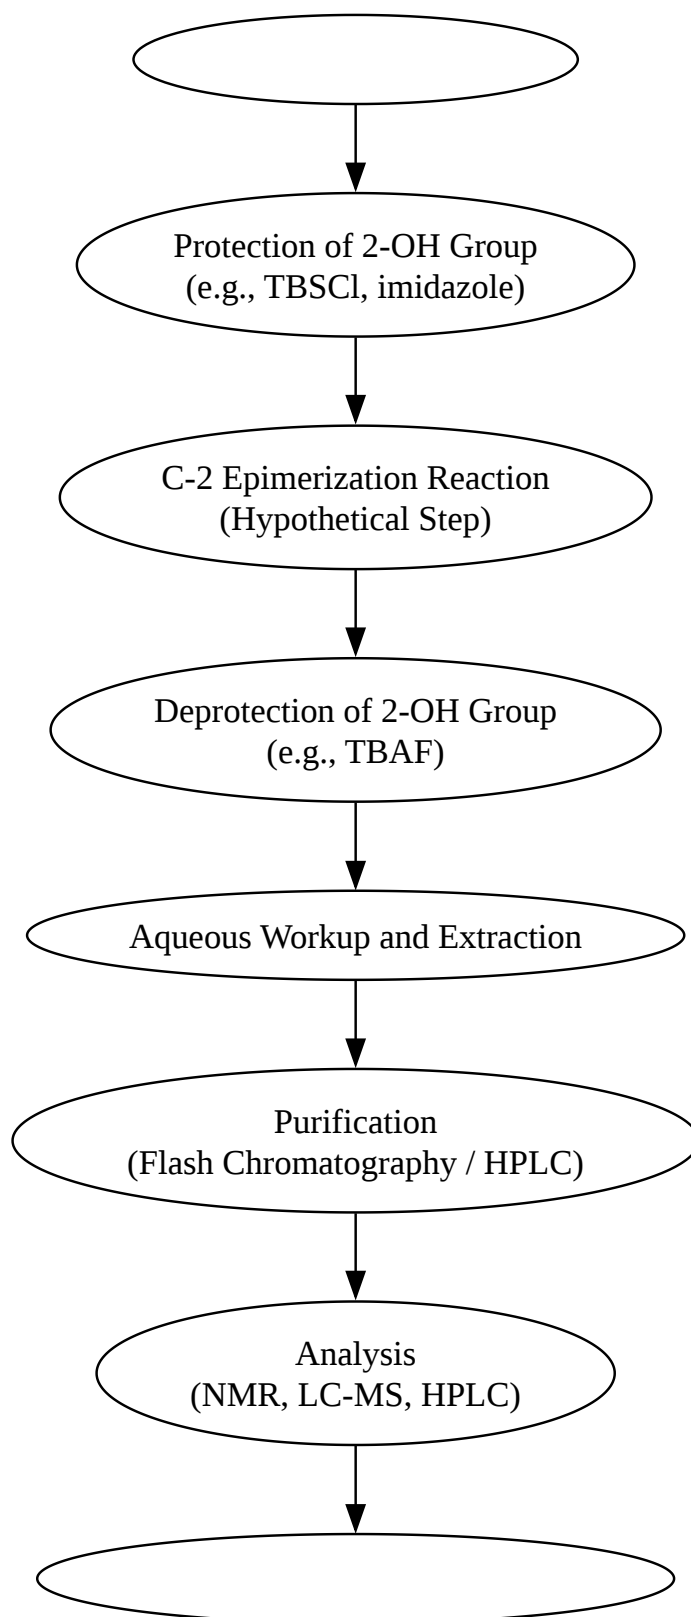 Protection of 2-OH Group
(e.g., TBSCl, imidazole)
C-2 Epimerization Reaction
(Hypothetical Step)
Deprotection of 2-OH Group
(e.g., TBAF)
Aqueous Workup and Extraction
Purification
(Flash Chromatography / HPLC)
Analysis
(NMR, LC-MS, HPLC)